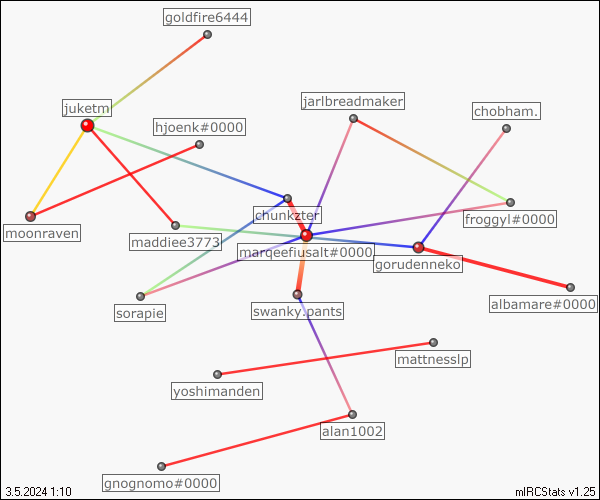 goldfire6444
juketm
jarlbreadmaker
chobham.
hjoenk#0000
moonraven
chunkzter
froggyl#0000
maddiee3773
marqeefiusalt#0000
gorudenneko
sorapie
swanky.pants
albamare#0000
mattnesslp
yoshimanden
alan1002
gnognomo#0000
3.5.2024 1:10
mIRCStats v1.25